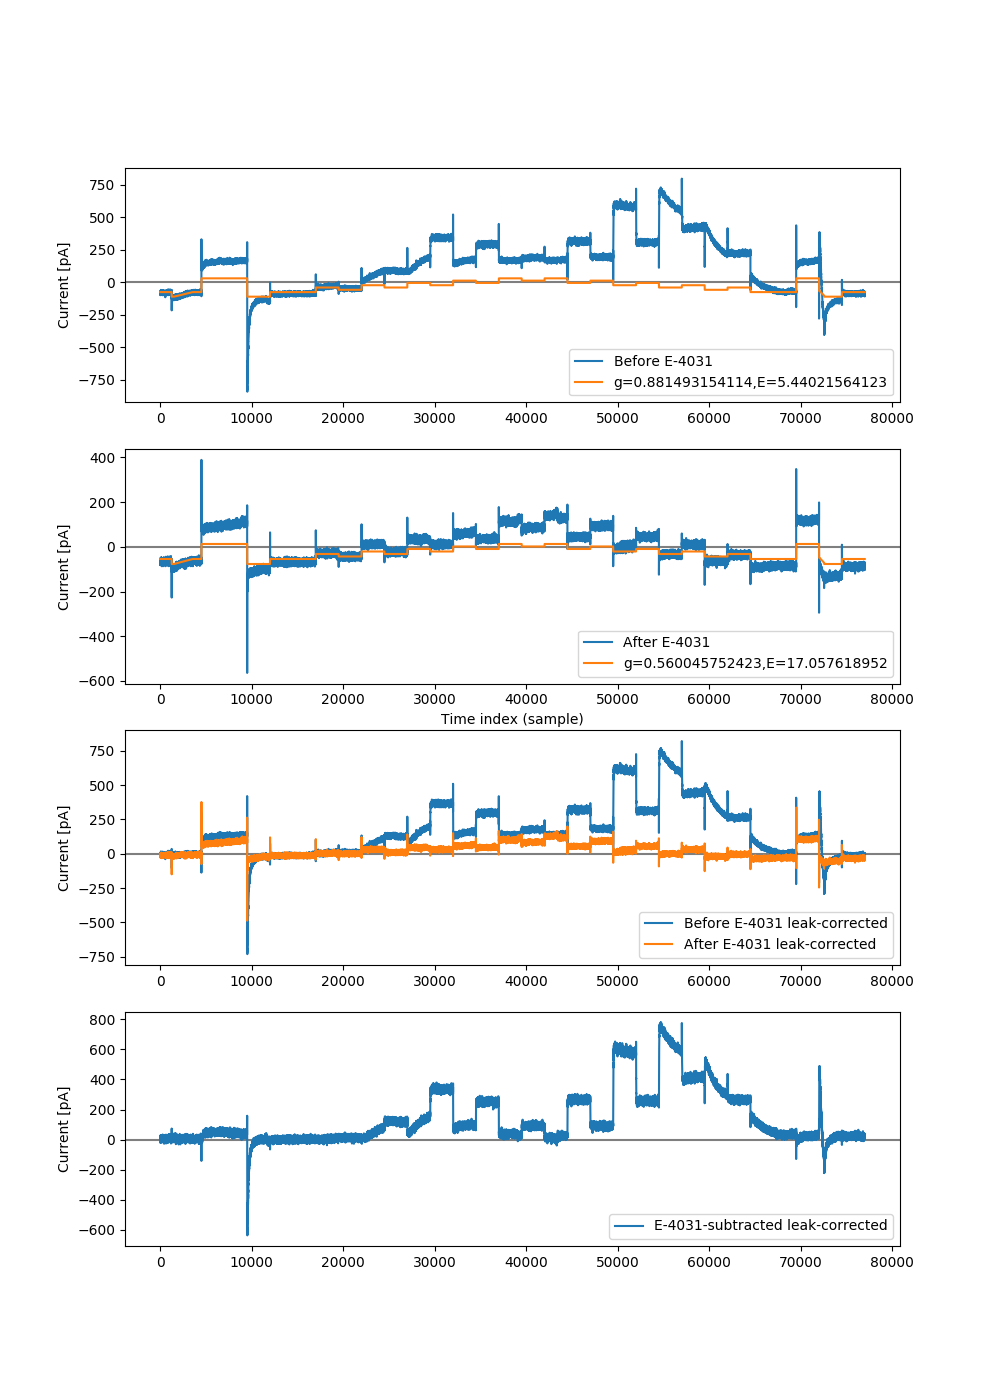 750
500
250
0
−250
−500
−750
Current [pA]
Before E-4031
g=0.881493154114,E=5.44021564123
0 10000 20000 30000 40000 50000 60000 70000 80000
400
200
0
−200
−400
−600
Current [pA]
After E-4031
g=0.560045752423,E=17.057618952
0 10000 20000 30000 40000 50000 60000 70000 80000
Time index (sample)
750
500
250
0
−250
−500
−750
Current [pA]
Before E-4031 leak-corrected
After E-4031 leak-corrected
0 10000 20000 30000 40000 50000 60000 70000 80000
800
600
400
200
0
−200
−400
−600
Current [pA]
E-4031-subtracted leak-corrected
0 10000 20000 30000 40000 50000 60000 70000 80000